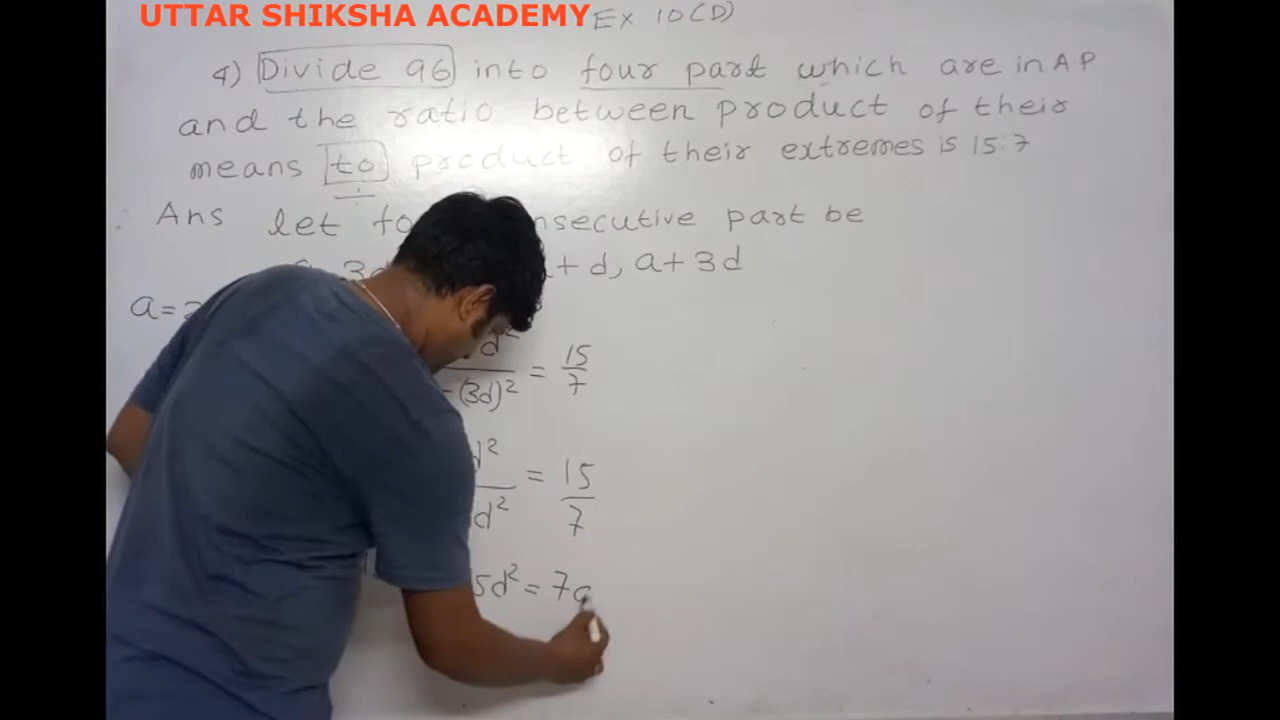 UTTAR SHIKSHA ACADEMY
Ex 10(D)
4) Divide 96 into four part which are in AP
and the ratio between product of their
means to product of their extremes is 15:7
Ans let nsecutive part be
a+d, a+3d
a=
d² = 15
-(3d)² 7
d² = 15
d² 7
5d² = 7a